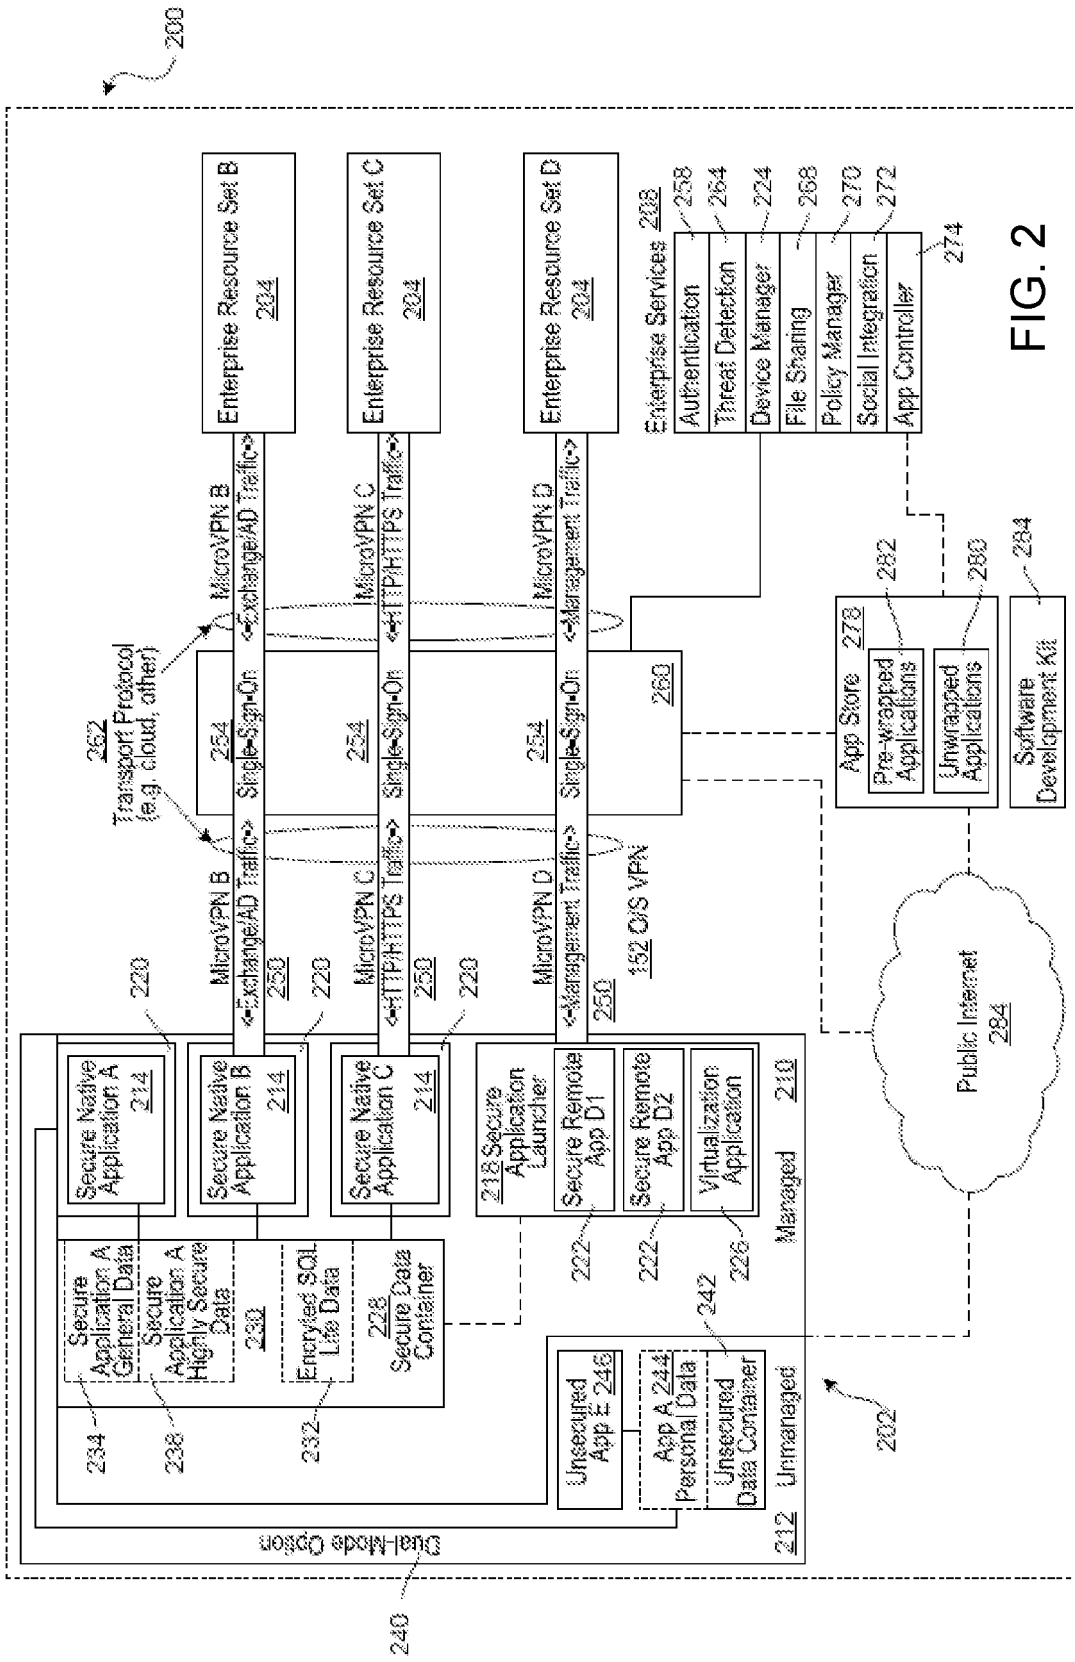 200
202
240
Dual-Mode Option
234
238
232
Secure
Application A
General Data
Secure
Application A
Highly Secure
Data
230
Encryted SQL
Life Data
228
Secure Data
Container
Secure Native
Application A
214
220
Secure Native
Application B
214
220
Secure Native
Application C
214
220
218 Secure
Application
Launcher
Secure Remote
App D1
222
Secure Remote
App D2
222
Virtualization
Application
226
Managed
210
Unsecured
App E 246
App A 244
Personal Data
242
Unsecured
Data Container
212
Unmanaged
262
Transport Protocol
(e.g. cloud, other)
MicroVPN B
<-Exchange/AD Traffic->
250
254
Single-Sign-On
MicroVPN B
<-Exchange/AD Traffic->
Enterprise Resource Set B
204
MicroVPN C
<-HTTP/HTTPS Traffic->
250
254
Single-Sign-On
MicroVPN C
<-HTTP/HTTPS Traffic->
Enterprise Resource Set C
204
MicroVPN D
<-Management Traffic->
250
254
Single-Sign-On
MicroVPN D
<-Management Traffic->
Enterprise Resource Set D
204
152 O/S VPN
260
Enterprise Services
208
Authentication
258
Threat Detection
264
Device Manager
224
File Sharing
268
Policy Manager
270
Social Integration
272
App Controller
274
App Store
278
Pre-wrapped
Applications
282
Unwrapped
Applications
280
Software
Development Kit
284
Public Internet
284
FIG. 2